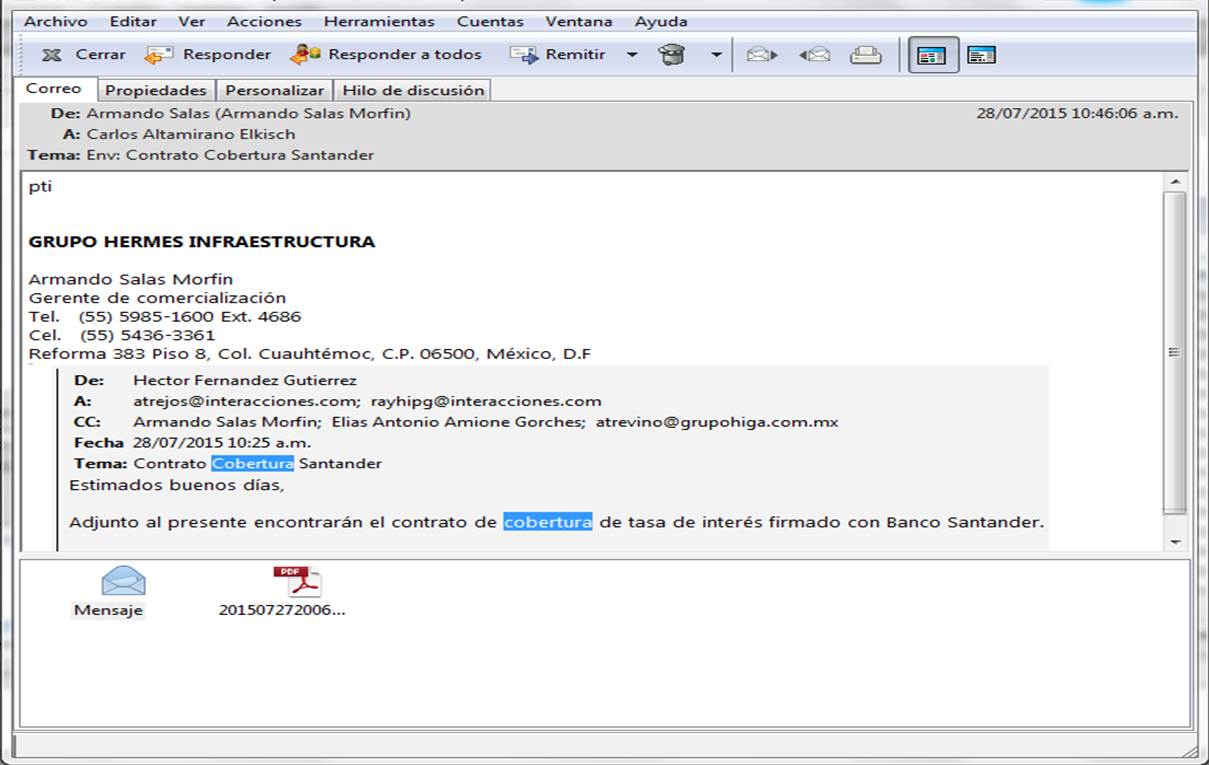 Archivo Editar Ver Acciones Herramientas Cuentas Ventana Ayuda
Cerrar Responder Responder a todos Remitir
Correo Propiedades Personalizar Hilo de discusión
De: Armando Salas (Armando Salas Morfin) 28/07/2015 10:46:06 a.m.
A: Carlos Altamirano Elkisch
Tema: Env: Contrato Cobertura Santander
pti
GRUPO HERMES INFRAESTRUCTURA
Armando Salas Morfin
Gerente de comercialización
Tel. (55) 5985-1600 Ext. 4686
Cel. (55) 5436-3361
Reforma 383 Piso 8, Col. Cuauhtémoc, C.P. 06500, México, D.F
De: Hector Fernandez Gutierrez
A: atrejos@interacciones.com; rayhipg@interacciones.com
CC: Armando Salas Morfin; Elias Antonio Amione Gorches; atrevino@grupohiga.com.mx
Fecha 28/07/2015 10:25 a.m.
Tema: Contrato Cobertura Santander
Estimados buenos días,
Adjunto al presente encontrarán el contrato de cobertura de tasa de interés firmado con Banco Santander.
PDF
Mensaje 201507272006...